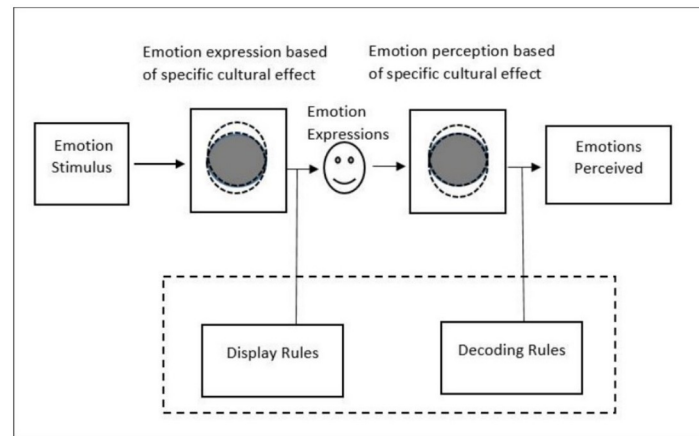 Emotion expression based
of specific cultural effect
Emotion perception based
of specific cultural effect
Emotion
Expressions
Emotion
Stimulus
Emotions
Perceived
Display Rules
Decoding Rules